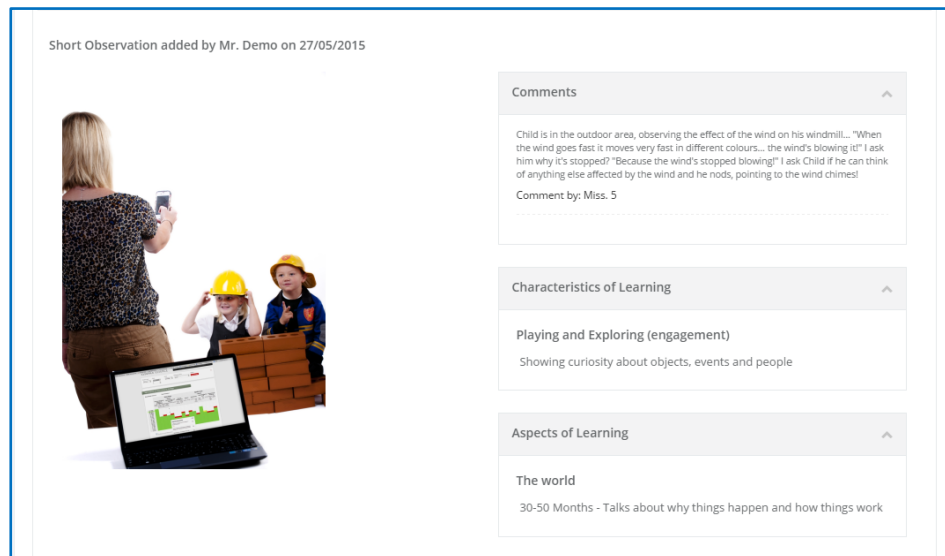 Short Observation added by Mr. Demo on 27/05/2015
Comments
Child is in the outdoor area, observing the effect of the wind on his windmill... "When
the wind goes fast it moves very fast in different colours... the wind's blowing it!" I ask
him why it's stopped? "Because the wind's stopped blowing!" I ask Child if he can think
of anything else affected by the wind and he nods, pointing to the wind chimes!
Comment by: Miss. 5
Characteristics of Learning
Playing and Exploring (engagement)
Showing curiosity about objects, events and people
Aspects of Learning
The world
30-50 Months - Talks about why things happen and how things work